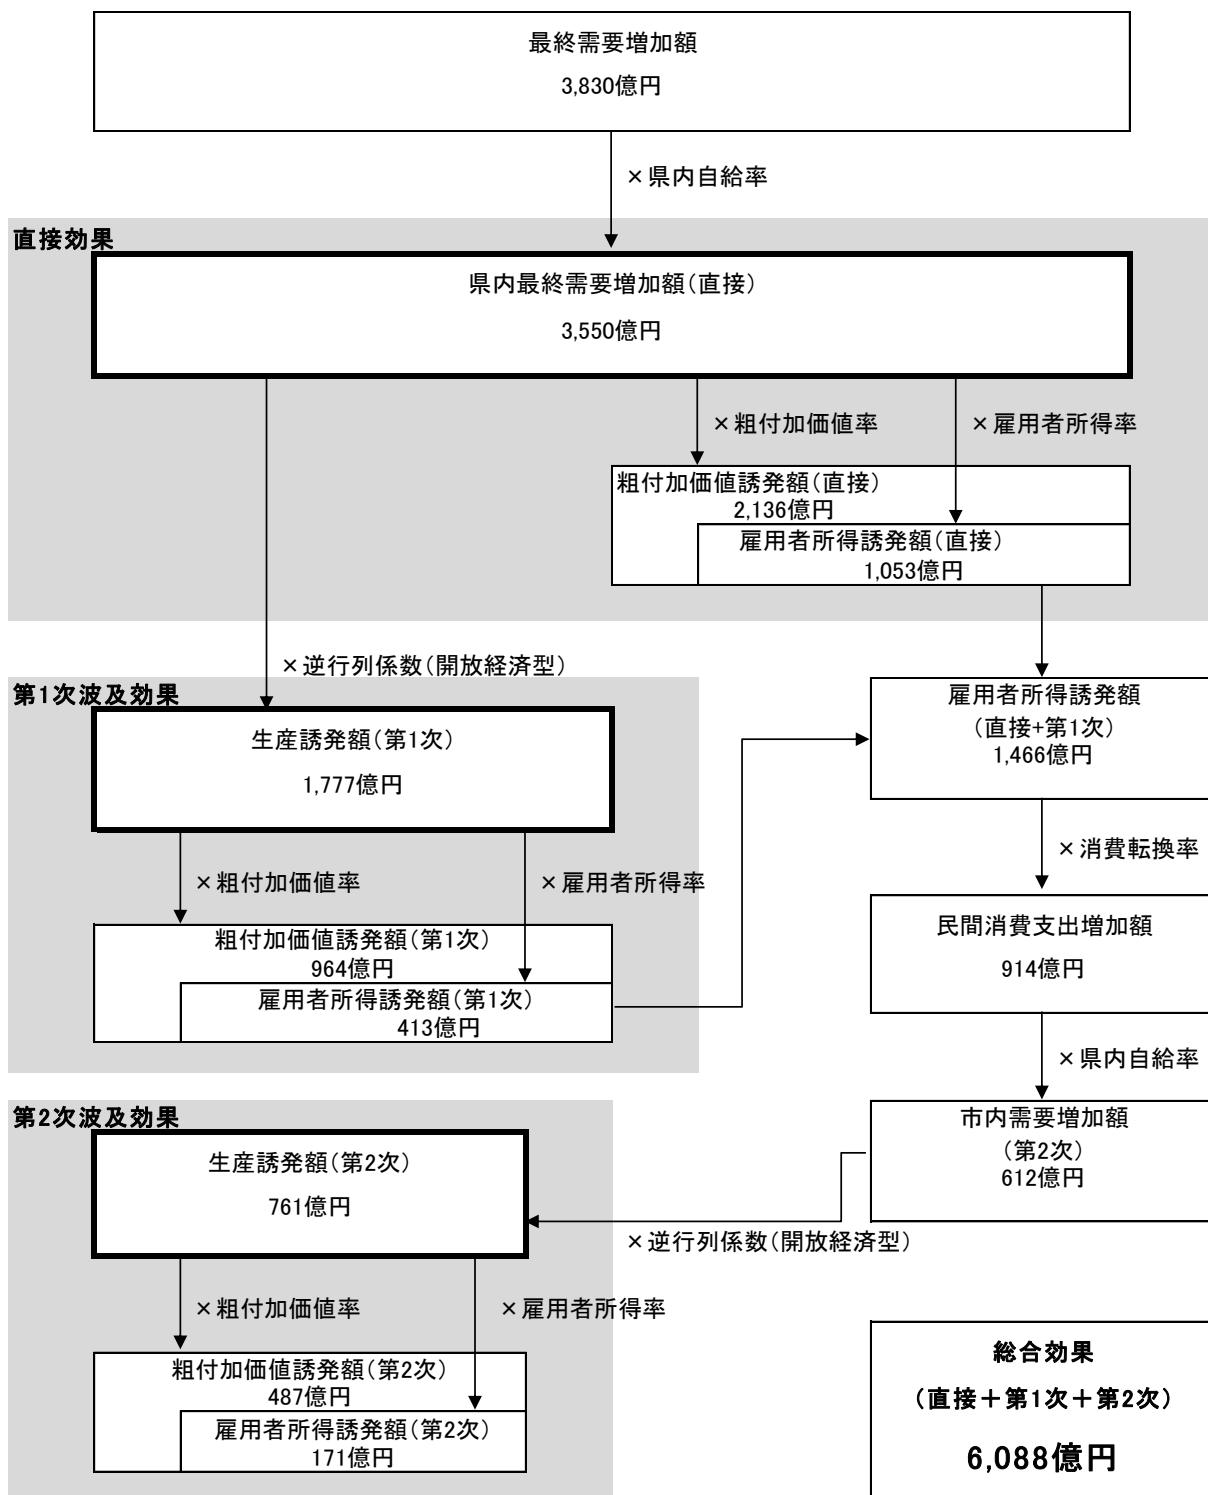 最終需要増加額
3,830億円
×県内自給率
直接効果
県内最終需要増加額(直接)
3,550億円
×粗付加価値率
×雇用者所得率
粗付加価値誘発額(直接)
2,136億円
雇用者所得誘発額(直接)
1,053億円
×逆行列係数(開放経済型)
第1次波及効果
生産誘発額(第1次)
1,777億円
雇用者所得誘発額
(直接+第1次)
1,466億円
×粗付加価値率
×雇用者所得率
×消費転換率
粗付加価値誘発額(第1次)
964億円
雇用者所得誘発額(第1次)
413億円
民間消費支出増加額
914億円
×県内自給率
第2次波及効果
生産誘発額(第2次)
761億円
市内需要増加額
(第2次)
612億円
×逆行列係数(開放経済型)
×粗付加価値率
×雇用者所得率
粗付加価値誘発額(第2次)
487億円
雇用者所得誘発額(第2次)
171億円
総合効果
(直接+第1次+第2次)
6,088億円